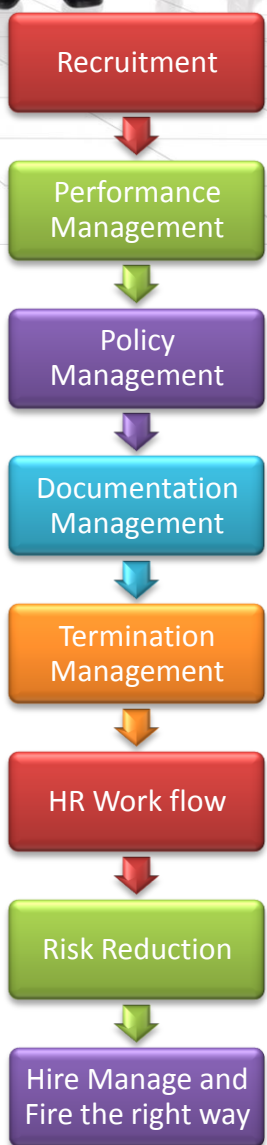 Recruitment
Performance
Management
Policy
Management
Documentation
Management
Termination
Management
HR Work flow
Risk Reduction
Hire Manage and
Fire the right way